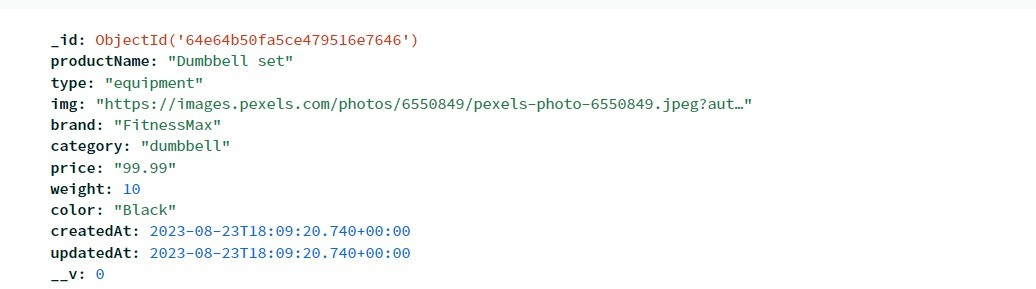 _id: ObjectId('64e64b50fa5ce479516e7646')
productName: "Dumbbell set"
type: "equipment"
img: "https://images.pexels.com/photos/6550849/pexels-photo-6550849.jpeg?aut…"
brand: "FitnessMax"
category: "dumbbell"
price: "99.99"
weight: 10
color: "Black"
createdAt: 2023-08-23T18:09:20.740+00:00
updatedAt: 2023-08-23T18:09:20.740+00:00
__v: 0